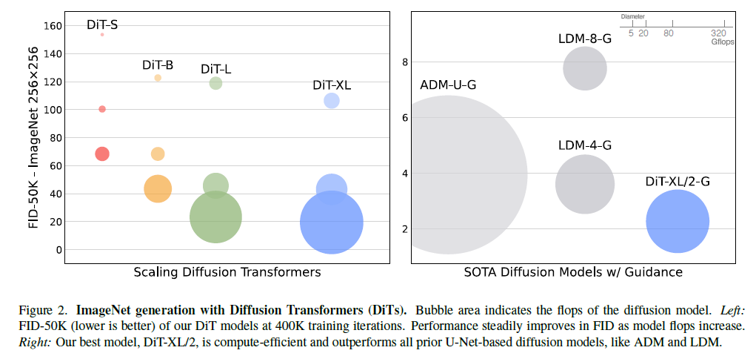 FID-50K – ImageNet 256×256
160
140
120
100
80
60
40
20
0
DiT-S
DiT-B
DiT-L
DiT-XL
Scaling Diffusion Transformers
8
6
4
2
ADM-U-G
LDM-8-G
LDM-4-G
DiT-XL/2-G
Diameter
5 20 80 320
Gflops
SOTA Diffusion Models w/ Guidance
Figure 2. ImageNet generation with Diffusion Transformers (DiTs). Bubble area indicates the flops of the diffusion model. Left:
FID-50K (lower is better) of our DiT models at 400K training iterations. Performance steadily improves in FID as model flops increase.
Right: Our best model, DiT-XL/2, is compute-efficient and outperforms all prior U-Net-based diffusion models, like ADM and LDM.